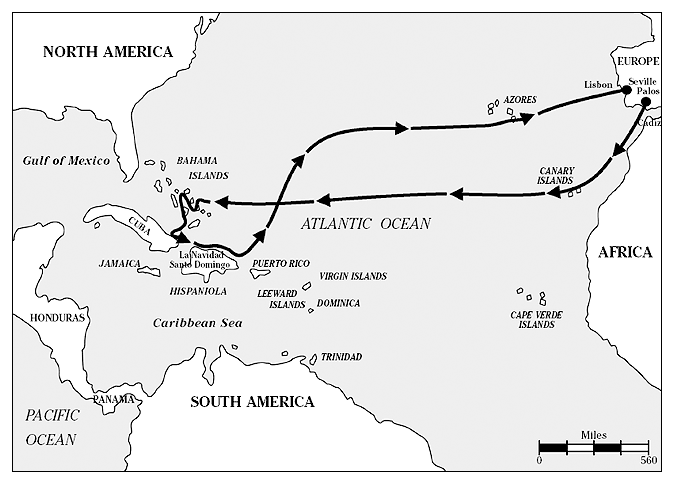 NORTH AMERICA
EUROPE
Seville
Lisbon
Palos
AZORES
Cadiz
Gulf of Mexico
BAHAMA
ISLANDS
CANARY
ISLANDS
CUBA
ATLANTIC OCEAN
La Navidad
Santo Domingo
JAMAICA
PUERTO RICO
AFRICA
VIRGIN ISLANDS
HISPANIOLA
LEEWARD
ISLANDS
DOMINICA
HONDURAS
Caribbean Sea
CAPE VERDE
ISLANDS
TRINIDAD
PANAMA
SOUTH AMERICA
PACIFIC
OCEAN
Miles
0 560